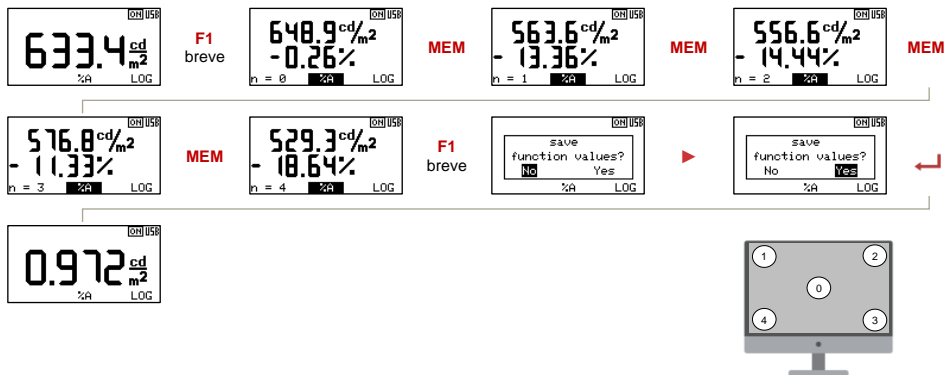 ON USB
633.4 cd/m2
%A LOG
F1
breve
ON USB
648.9 cd/m2
-0.26%
n = 0 %A LOG
MEM
ON USB
563.6 cd/m2
- 13.36%
n = 1 %A LOG
MEM
ON USB
556.6 cd/m2
- 14.44%
n = 2 %A LOG
MEM
ON USB
576.8 cd/m2
- 11.33%
n = 3 %A LOG
MEM
ON USB
529.3 cd/m2
- 18.64%
n = 4 %A LOG
F1
breve
ON USB
save
function values?
No Yes
%A LOG
►
ON USB
save
function values?
No Yes
%A LOG
ON USB
0.972 cd/m2
%A LOG
1 2
0
4 3